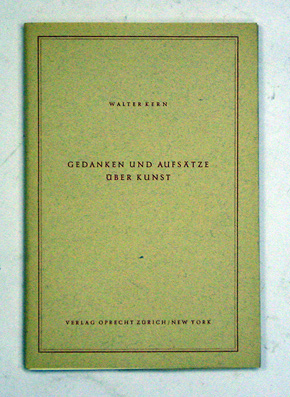 WALTER KERN
GEDANKEN UND AUFSÄTZE
ÜBER KUNST
VERLAG OPRECHT ZÜRICH/NEW YORK